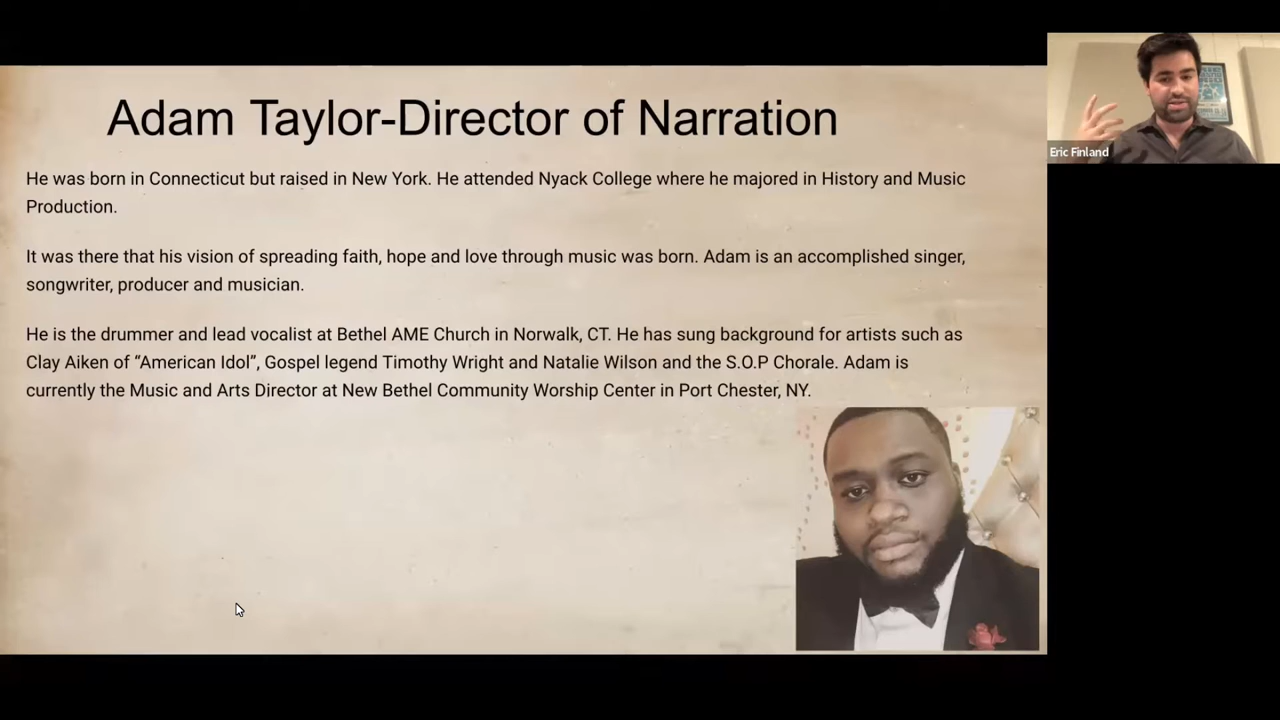 Adam Taylor-Director of Narration
He was born in Connecticut but raised in New York. He attended Nyack College where he majored in History and Music
Production.
It was there that his vision of spreading faith, hope and love through music was born. Adam is an accomplished singer,
songwriter, producer and musician.
He is the drummer and lead vocalist at Bethel AME Church in Norwalk, CT. He has sung background for artists such as
Clay Aiken of “American Idol”, Gospel legend Timothy Wright and Natalie Wilson and the S.O.P Chorale. Adam is
currently the Music and Arts Director at New Bethel Community Worship Center in Port Chester, NY.
Eric Finland